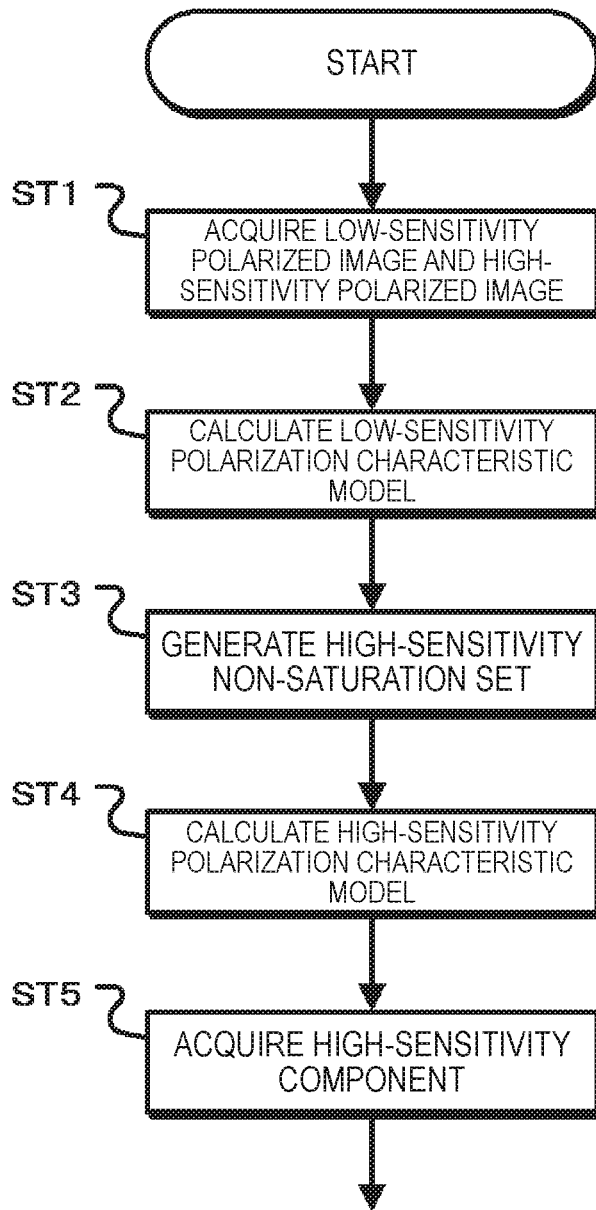 START
ST1
ACQUIRE LOW-SENSITIVITY
POLARIZED IMAGE AND HIGH-
SENSITIVITY POLARIZED IMAGE
ST2
CALCULATE LOW-SENSITIVITY
POLARIZATION CHARACTERISTIC
MODEL
ST3
GENERATE HIGH-SENSITIVITY
NON-SATURATION SET
ST4
CALCULATE HIGH-SENSITIVITY
POLARIZATION CHARACTERISTIC
MODEL
ST5
ACQUIRE HIGH-SENSITIVITY
COMPONENT